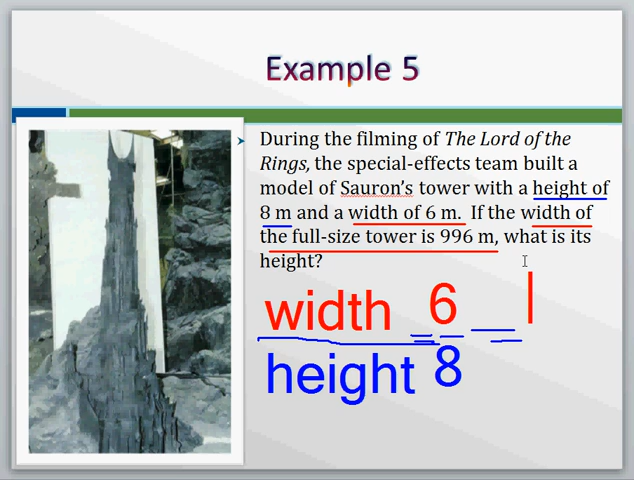 Example 5
During the filming of The Lord of the
Rings, the special-effects team built a
model of Sauron's tower with a height of
8 m and a width of 6 m. If the width of
the full-size tower is 996 m, what is its
height?
width = 6 =
height 8